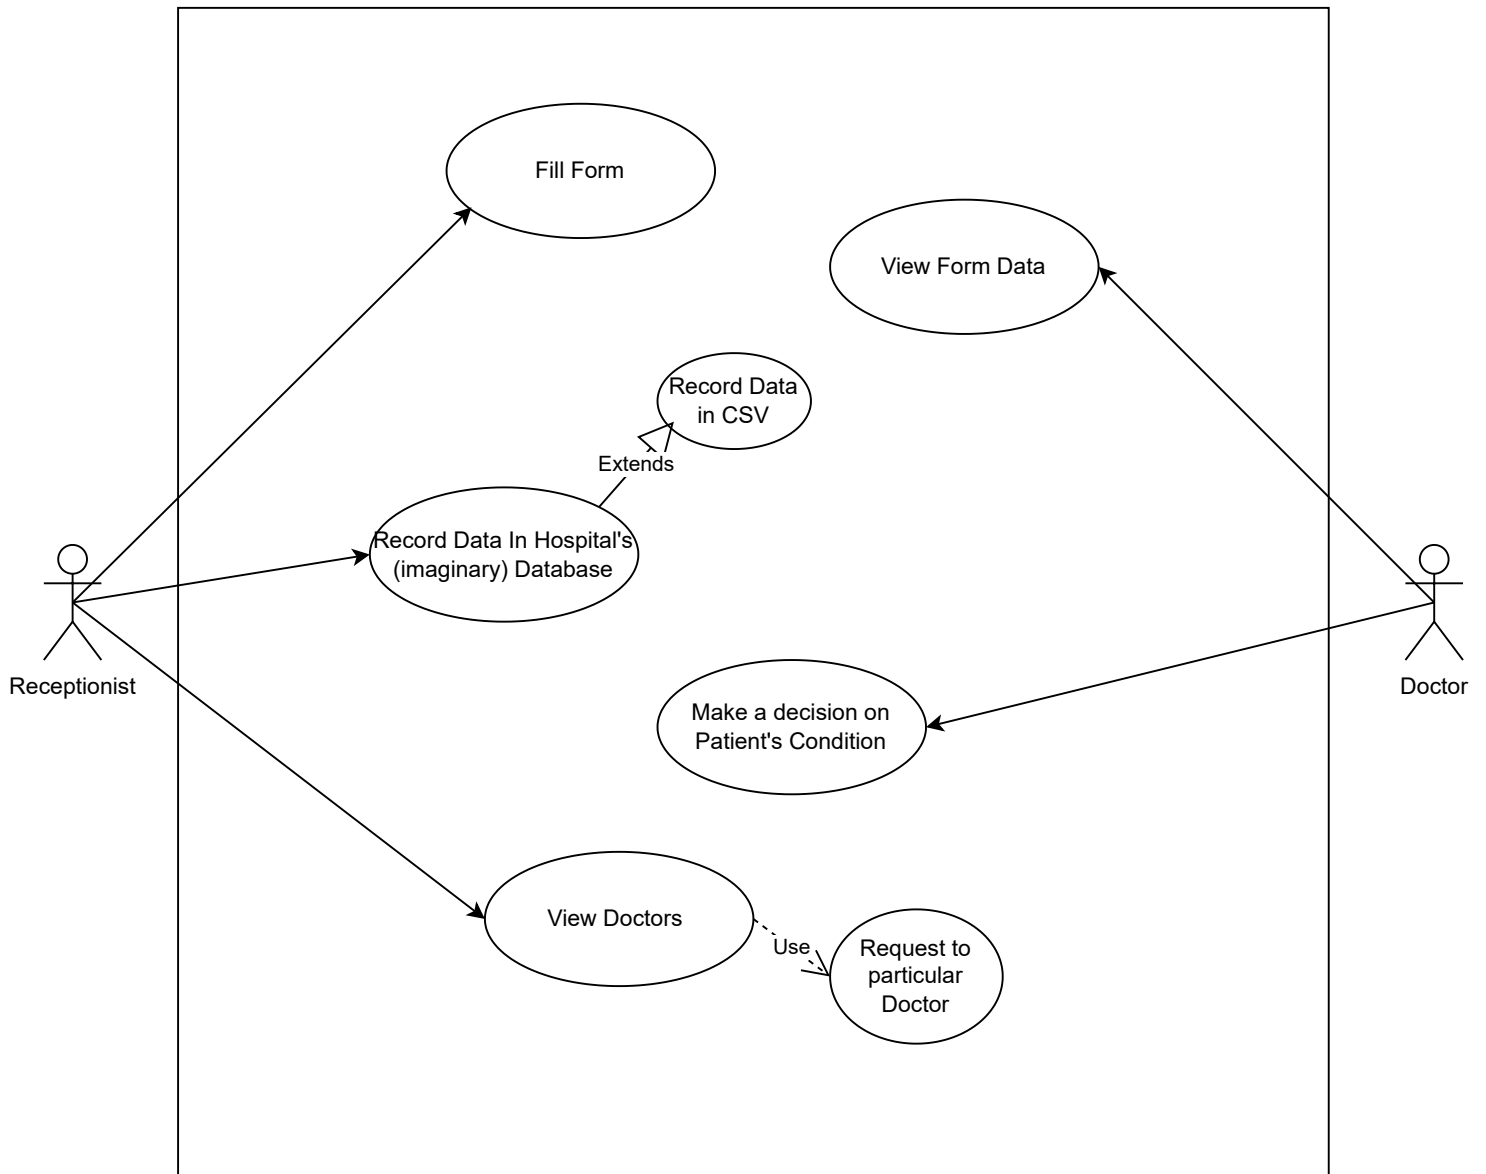 Fill Form
View Form Data
Record Data
in CSV
Extends
Record Data In Hospital's
(imaginary) Database
Receptionist
Doctor
Make a decision on
Patient's Condition
View Doctors
Use
Request to
particular
Doctor